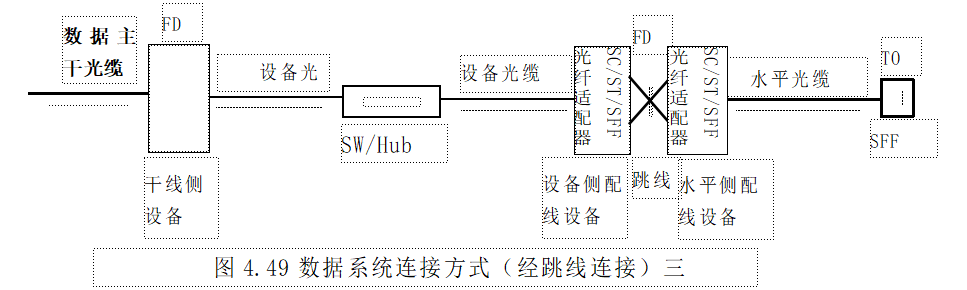 FD
数据主
干光缆
设备光
SW/Hub
设备光缆
光纤适配器
SC/ST/SFF
FD
光纤适配器
SC/ST/SFF
水平光缆
TO
SFF
干线侧
设备
设备侧配
线设备
跳线
水平侧配
线设备
图 4.49 数据系统连接方式（经跳线连接）三